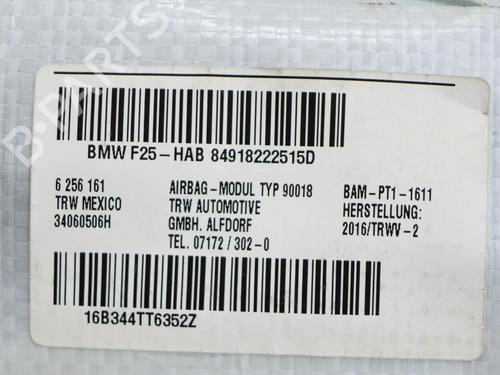 B-PARTS
BMW F25-HAB 84918222515D
6 256 161
TRW MEXICO
34060506H
AIRBAG-MODUL TYP 90018
TRW AUTOMOTIVE
GMBH. ALFDORF
TEL. 07172 / 302-0
BAM-PT1-1611
HERSTELLUNG:
2016/TRWV-2
16B344TT6352Z